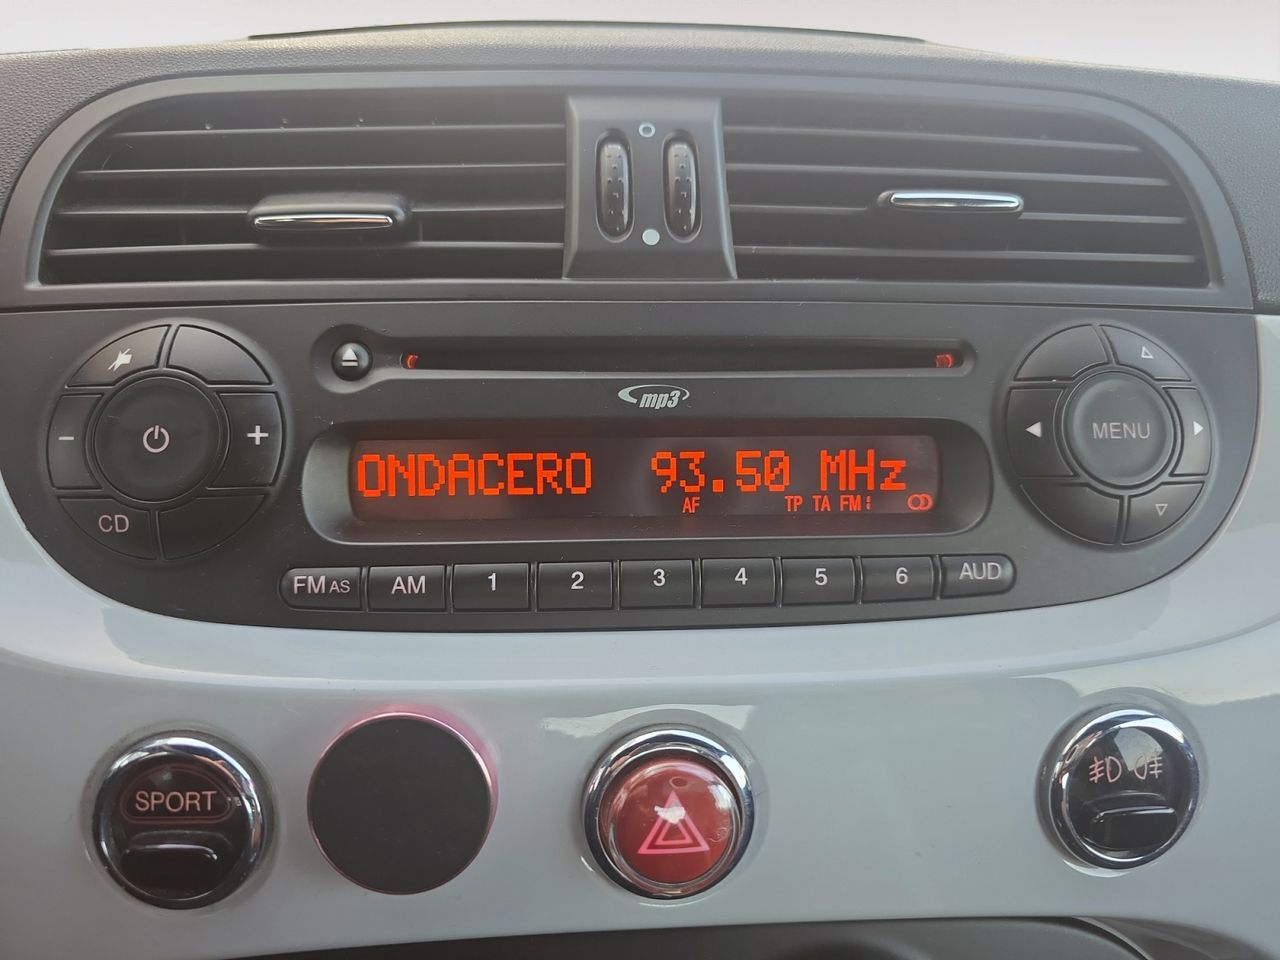 mp3
ONDACERO 93.50 MHz
AF TP TA FM
MENU
CD
FM AS AM 1 2 3 4 5 6 AUD
SPORT